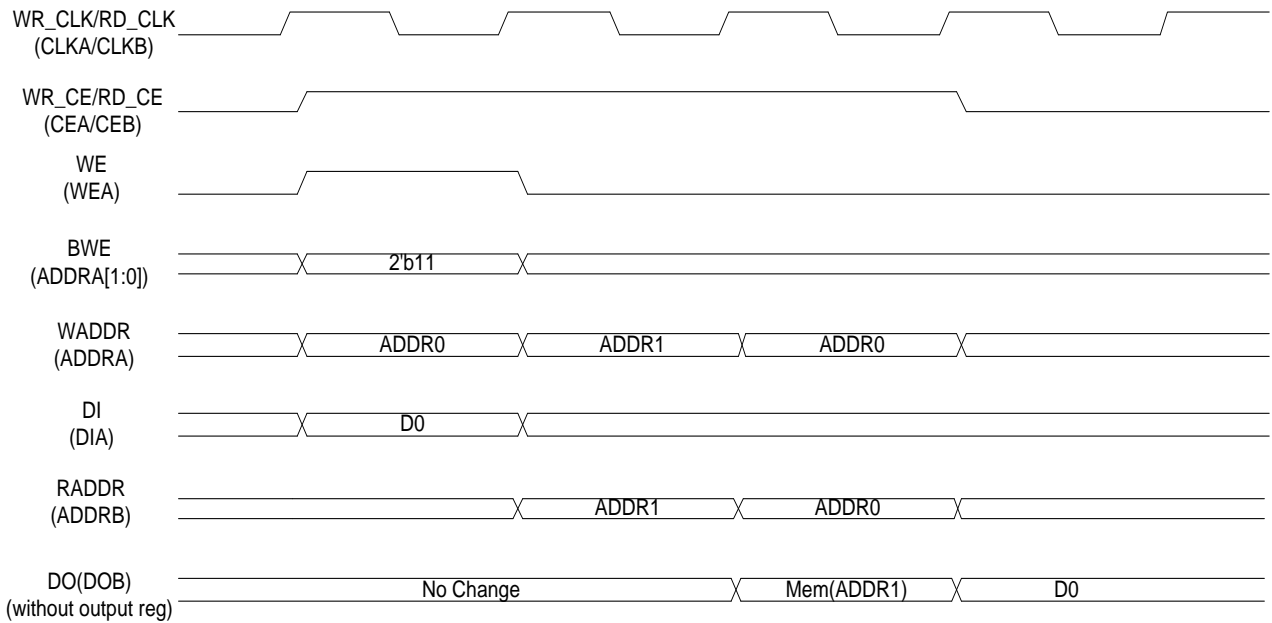 WR_CLK/RD_CLK
(CLKA/CLKB)
WR_CE/RD_CE
(CEA/CEB)
WE
(WEA)
BWE
(ADDRA[1:0])
2'b11
WADDR
(ADDRA)
ADDR0 ADDR1 ADDR0
DI
(DIA)
D0
RADDR
(ADDRB)
ADDR1 ADDR0
DO(DOB)
(without output reg)
No Change Mem(ADDR1) D0